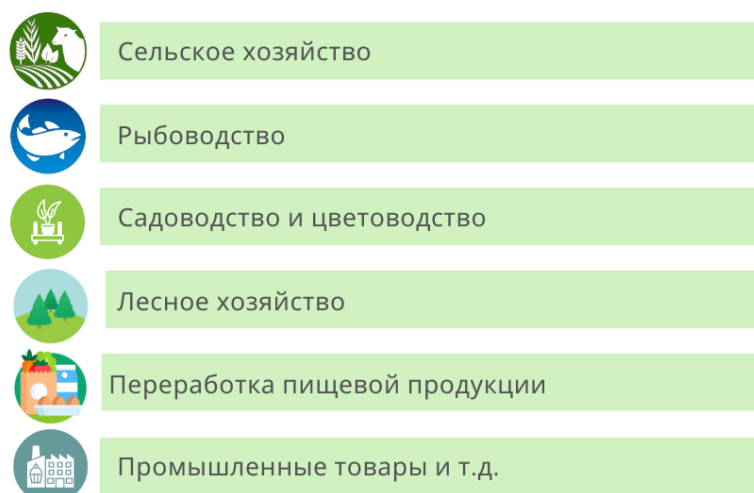 Сельское хозяйство
Рыбоводство
Садоводство и цветоводство
Лесное хозяйство
Переработка пищевой продукции
Промышленные товары и т.д.